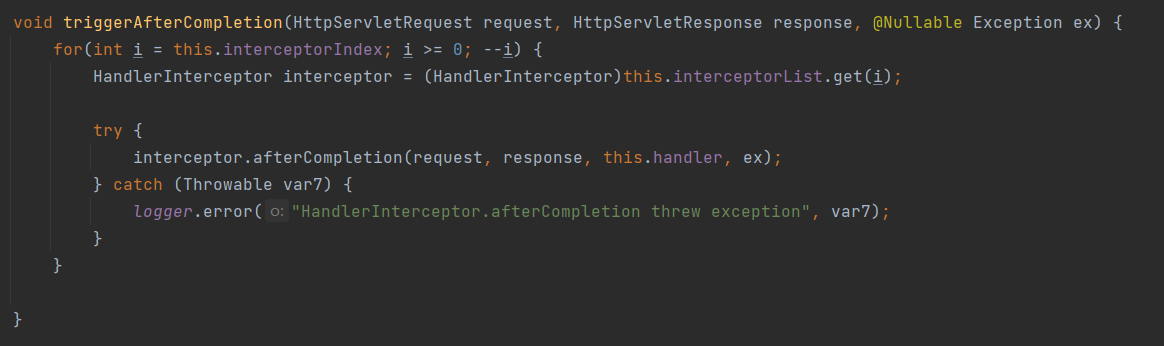 void triggerAfterCompletion(HttpServletRequest request, HttpServletResponse response, @Nullable Exception ex) {
    for(int i = this.interceptorIndex; i >= 0; --i) {
        HandlerInterceptor interceptor = (HandlerInterceptor)this.interceptorList.get(i);
        try {
            interceptor.afterCompletion(request, response, this.handler, ex);
        } catch (Throwable var7) {
            logger.error( o: "HandlerInterceptor.afterCompletion threw exception", var7);
        }
    }
}